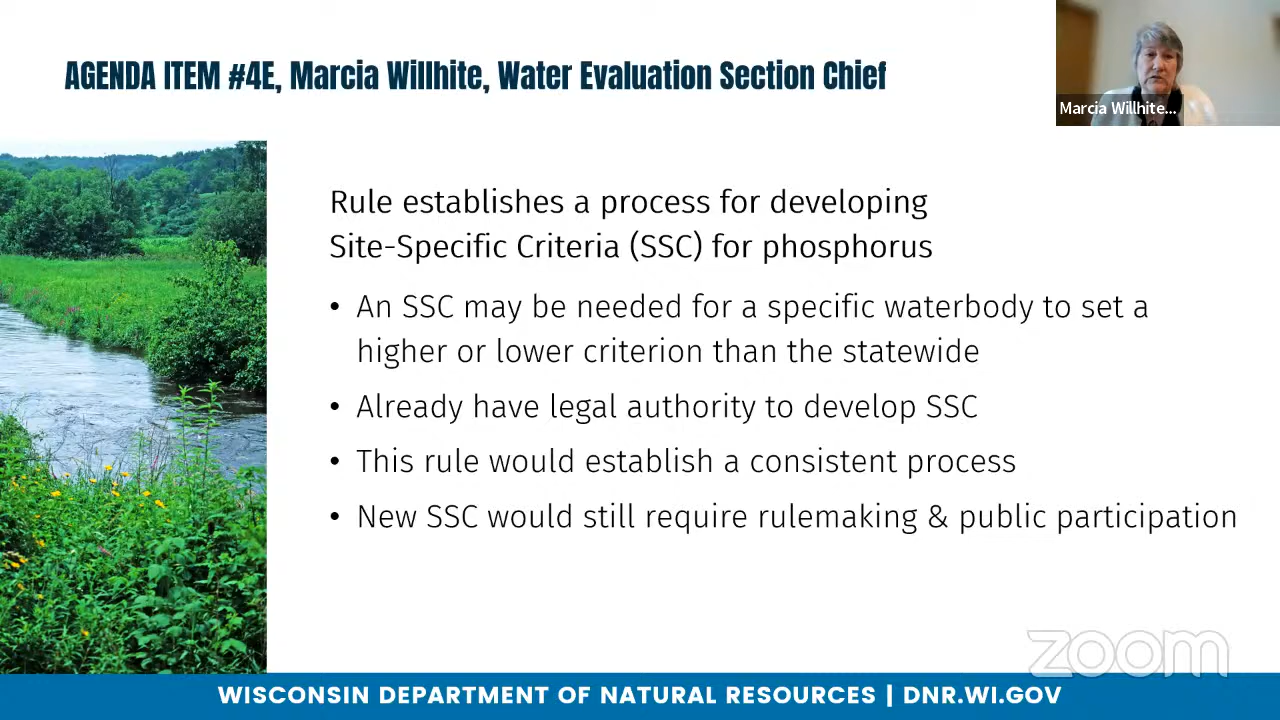 AGENDA ITEM #4E, Marcia Willhite, Water Evaluation Section Chief
Marcia Willhite...
Rule establishes a process for developing
Site-Specific Criteria (SSC) for phosphorus
• An SSC may be needed for a specific waterbody to set a
higher or lower criterion than the statewide
• Already have legal authority to develop SSC
• This rule would establish a consistent process
• New SSC would still require rulemaking & public participation
zoom
WISCONSIN DEPARTMENT OF NATURAL RESOURCES | DNR.WI.GOV